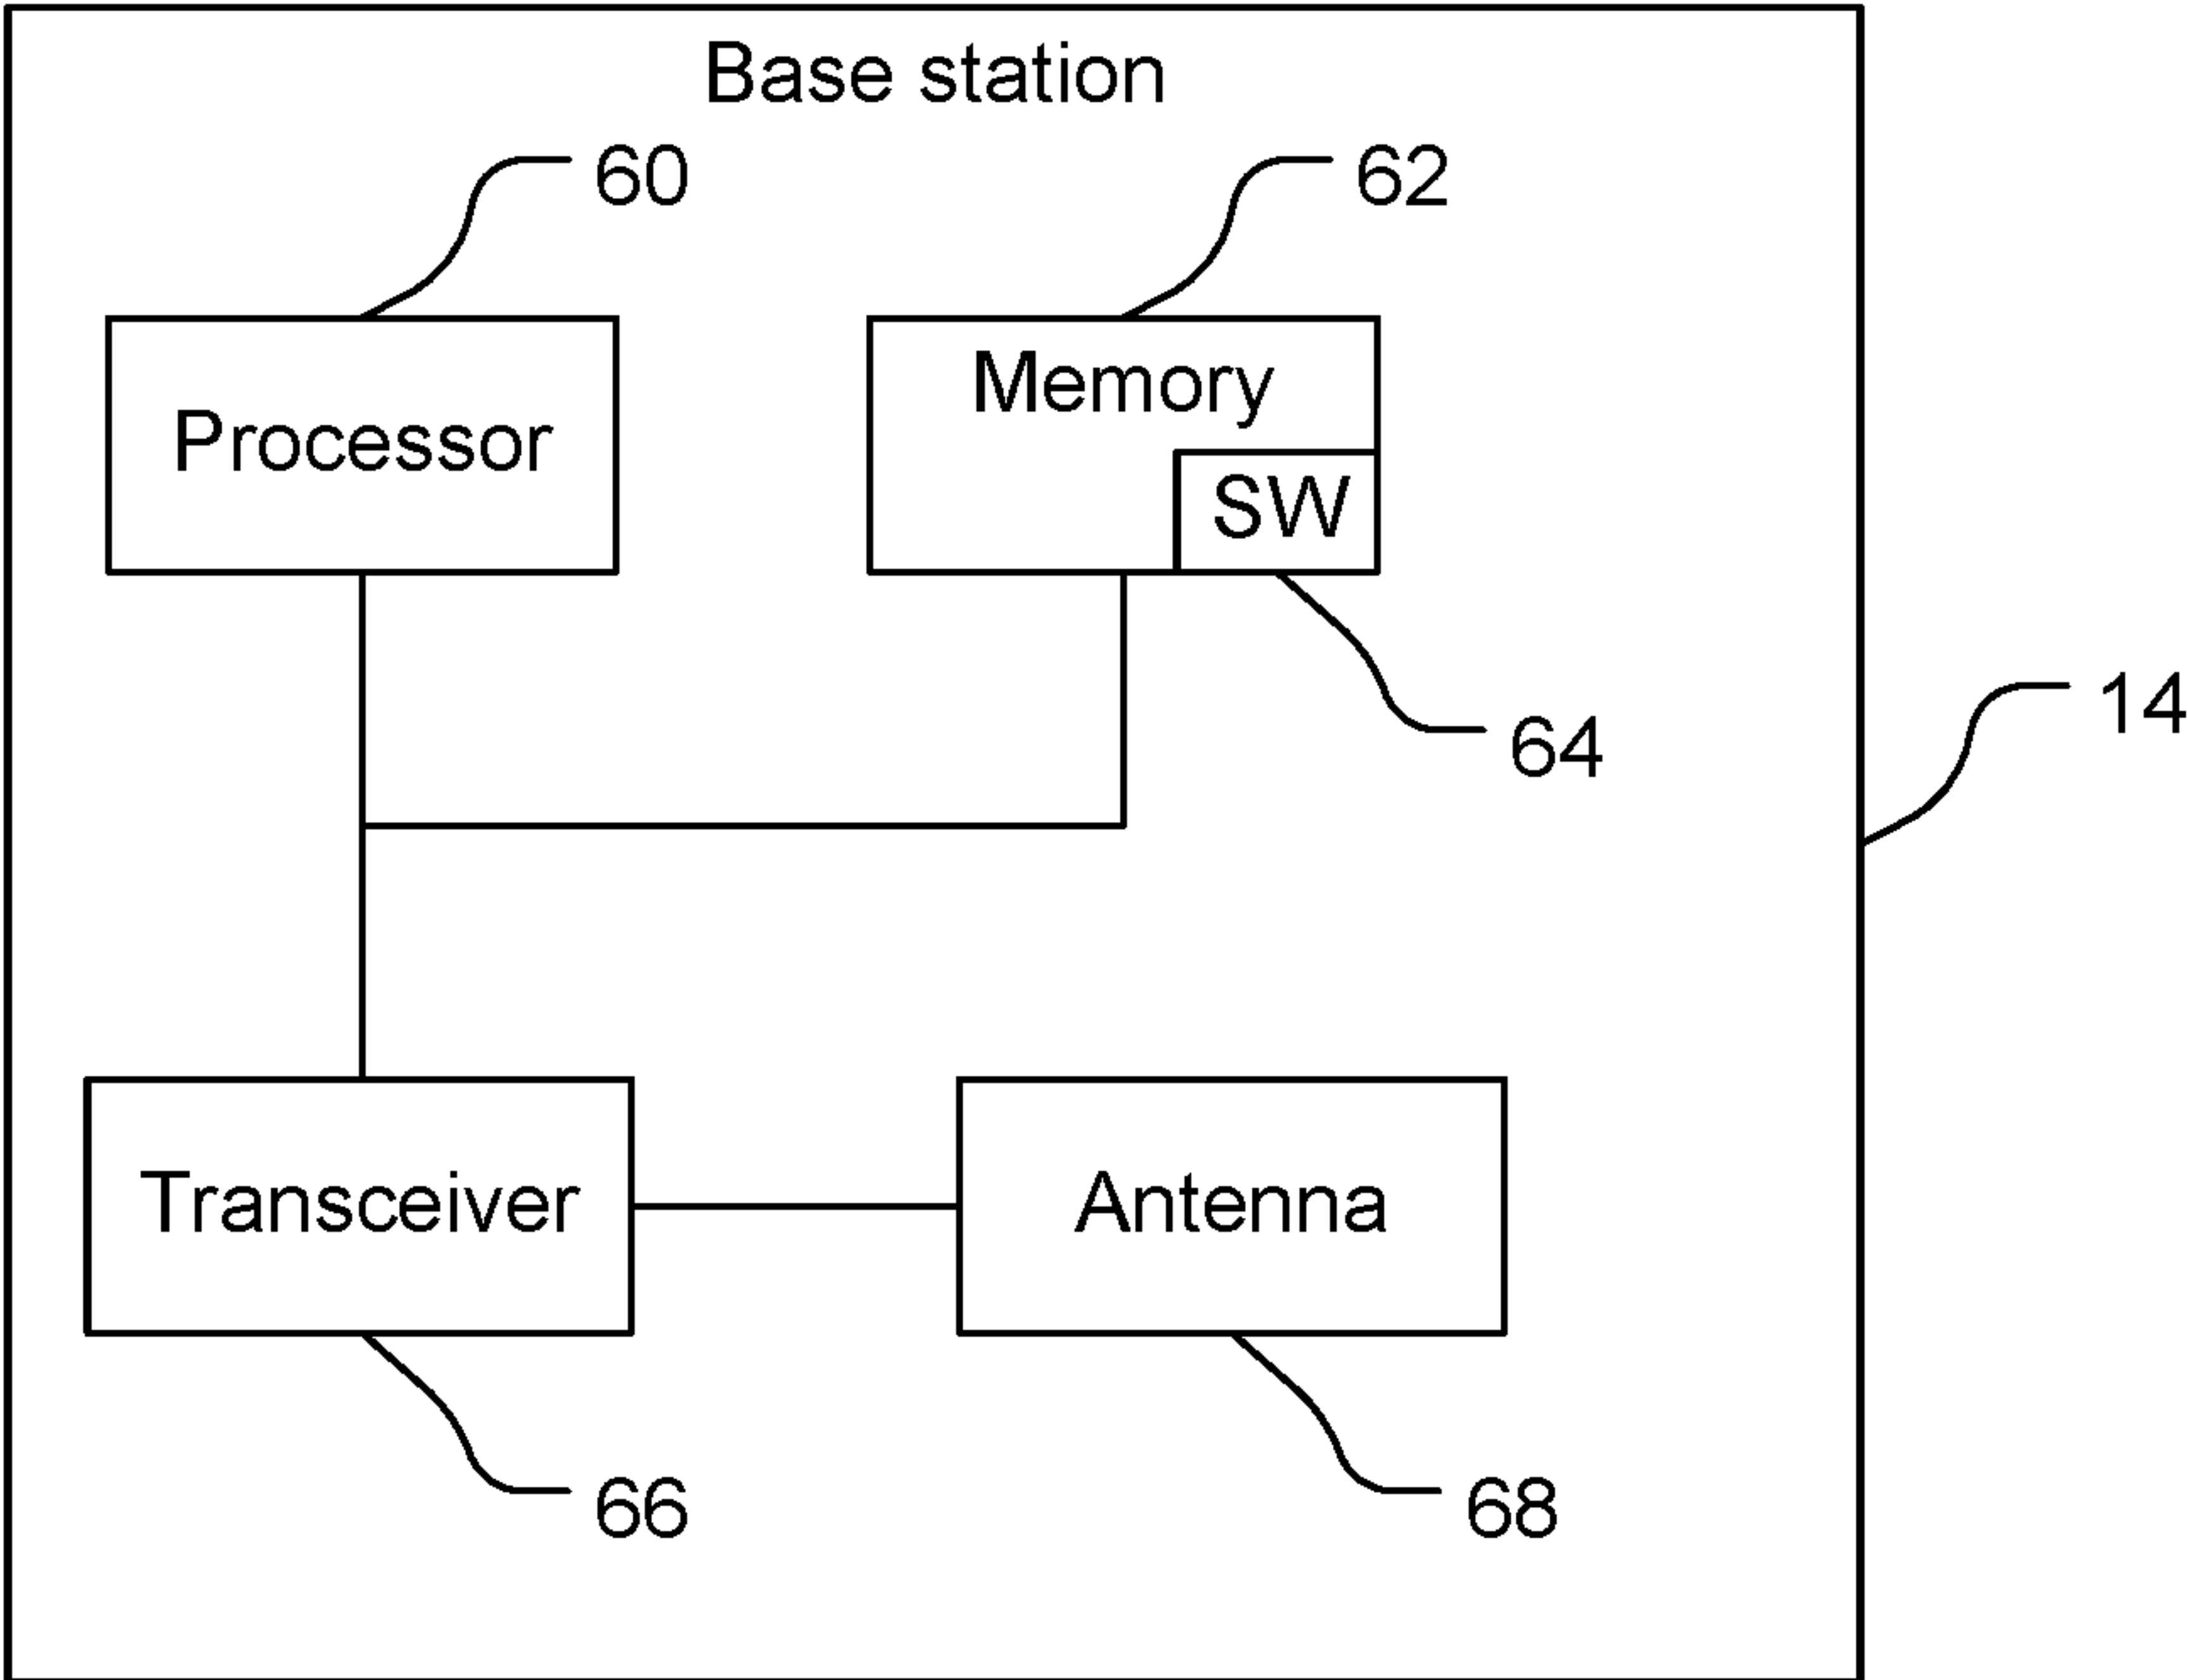 Base station
60
62
Processor
Memory
SW
64
14
Transceiver
Antenna
66
68